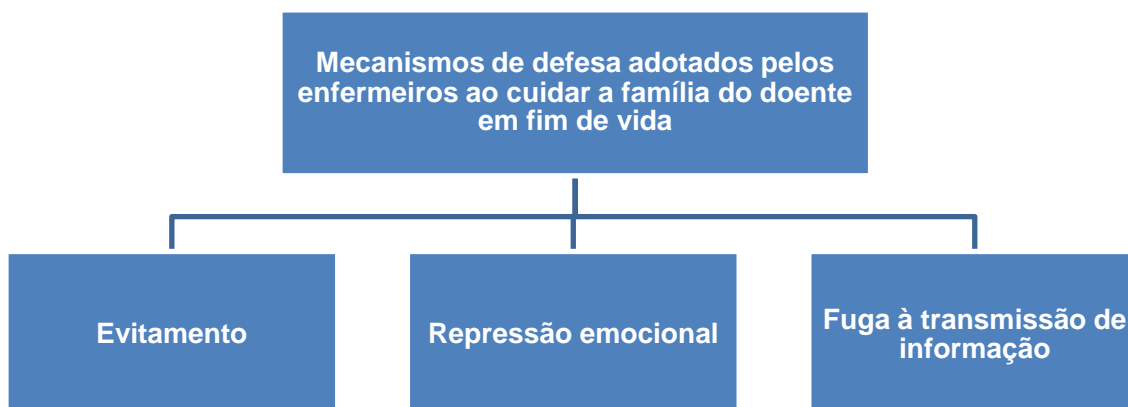 Mecanismos de defesa adotados pelos
enfermeiros ao cuidar a família do doente
em fim de vida
Evitamento
Repressão emocional
Fuga à transmissão de
informação